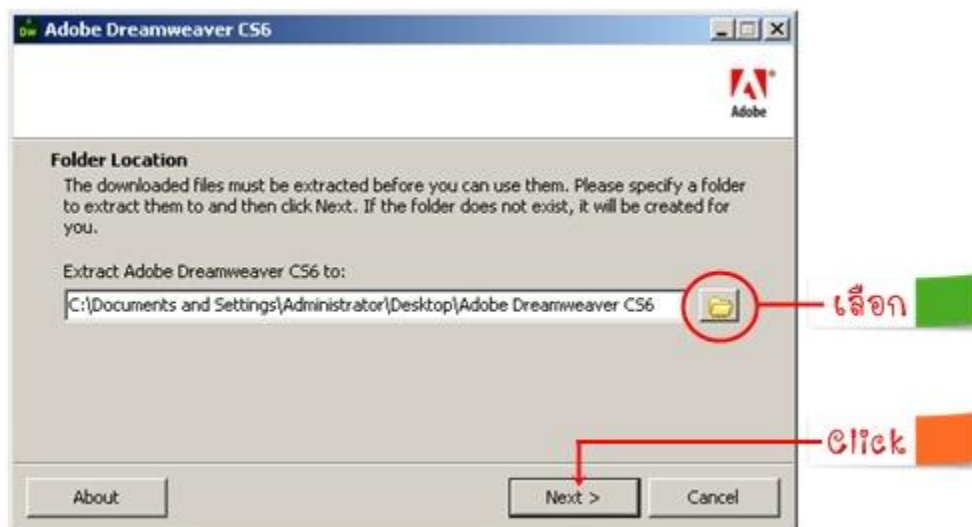 Adobe Dreamweaver CS6
Adobe
Folder Location
The downloaded files must be extracted before you can use them. Please specify a folder
to extract them to and then click Next. If the folder does not exist, it will be created for
you.
Extract Adobe Dreamweaver CS6 to:
C:\Documents and Settings\Administrator\Desktop\Adobe Dreamweaver CS6
เลือก
Click
About
Next >
Cancel